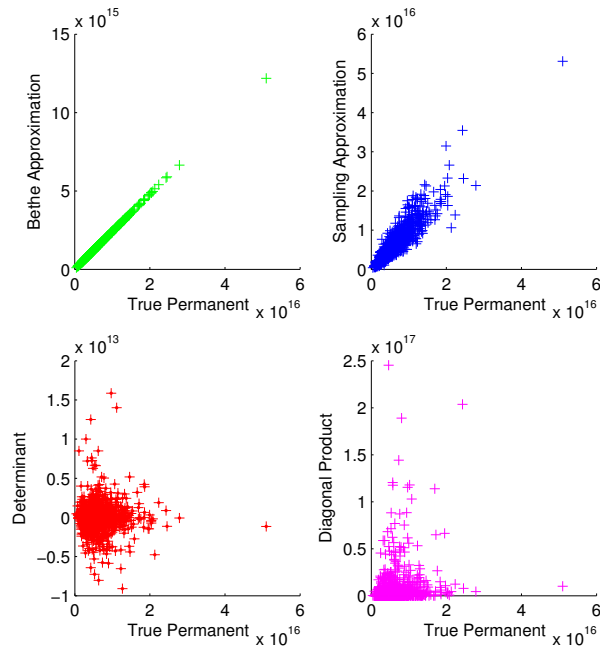 x 10^15
15
10
5
0
Bethe Approximation
0 2 4 6
True Permanent
x 10^16
x 10^16
6
5
4
3
2
1
0
Sampling Approximation
0 2 4 6
True Permanent
x 10^16
x 10^13
2
1.5
1
0.5
0
−0.5
−1
Determinant
0 2 4 6
True Permanent
x 10^16
x 10^17
2.5
2
1.5
1
0.5
0
Diagonal Product
0 2 4 6
True Permanent
x 10^16